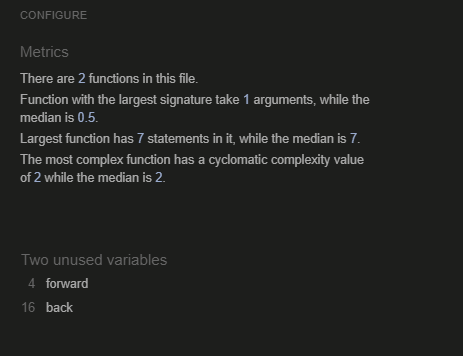 CONFIGURE
Metrics
There are 2 functions in this file.
Function with the largest signature take 1 arguments, while the
median is 0.5.
Largest function has 7 statements in it, while the median is 7.
The most complex function has a cyclomatic complexity value
of 2 while the median is 2.
Two unused variables
4 forward
16 back